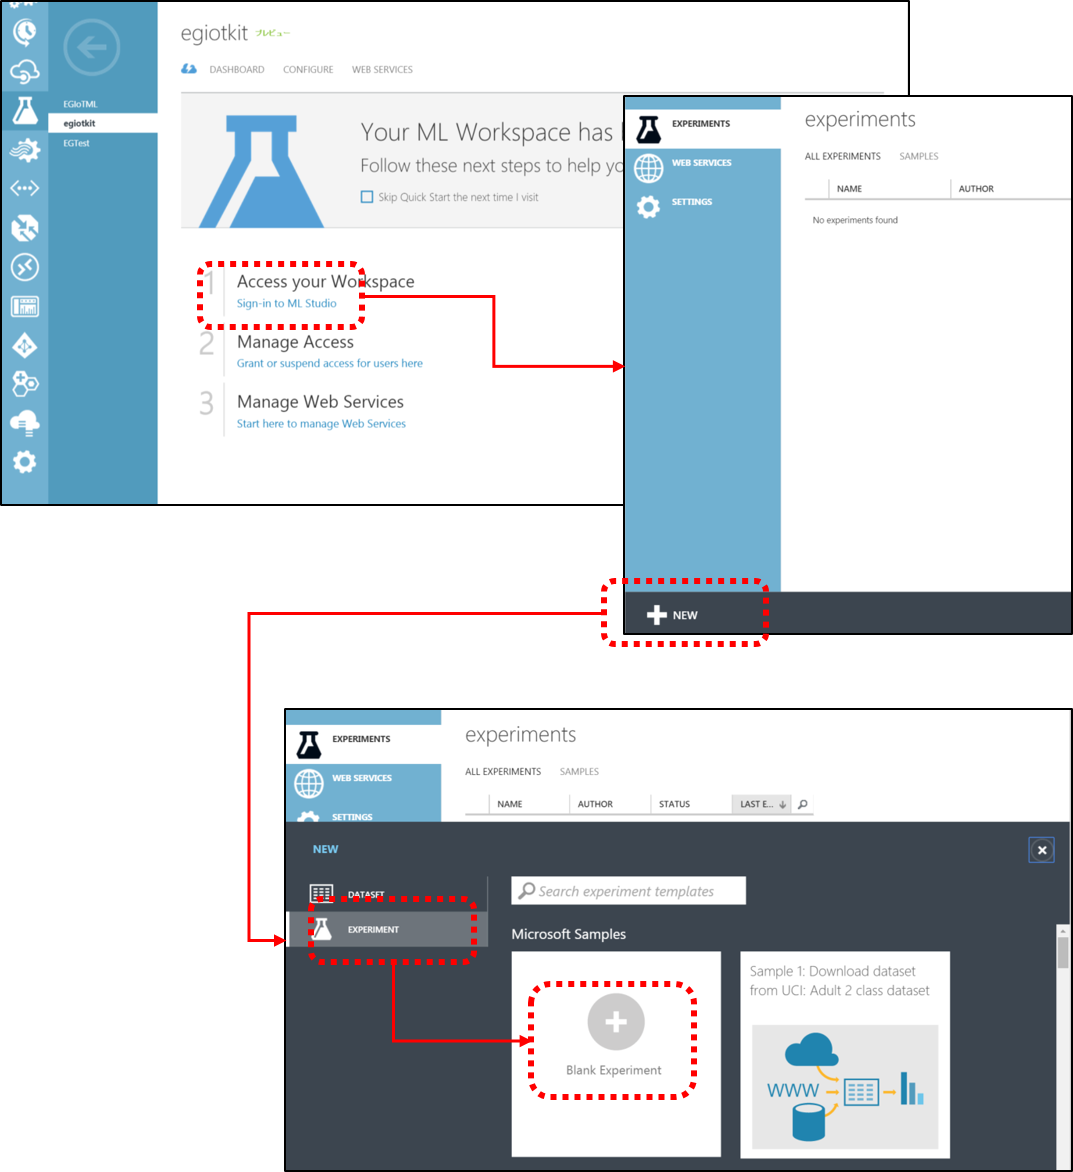 egiotkit プレビュー
DASHBOARD CONFIGURE WEB SERVICES
EGIoTML
egiotkit
EGTest
Your ML Workspace has
Follow these next steps to help yo
Skip Quick Start the next time I visit
1 Access your Workspace
Sign-in to ML Studio
2 Manage Access
Grant or suspend access for users here
3 Manage Web Services
Start here to manage Web Services
EXPERIMENTS
WEB SERVICES
SETTINGS
experiments
ALL EXPERIMENTS SAMPLES
NAME AUTHOR
No experiments found
NEW
EXPERIMENTS
WEB SERVICES
SETTINGS
experiments
ALL EXPERIMENTS SAMPLES
NAME AUTHOR STATUS LAST E...
NEW
DATASET
EXPERIMENT
Search experiment templates
Microsoft Samples
Blank Experiment
Sample 1: Download dataset
from UCI: Adult 2 class dataset
WWW